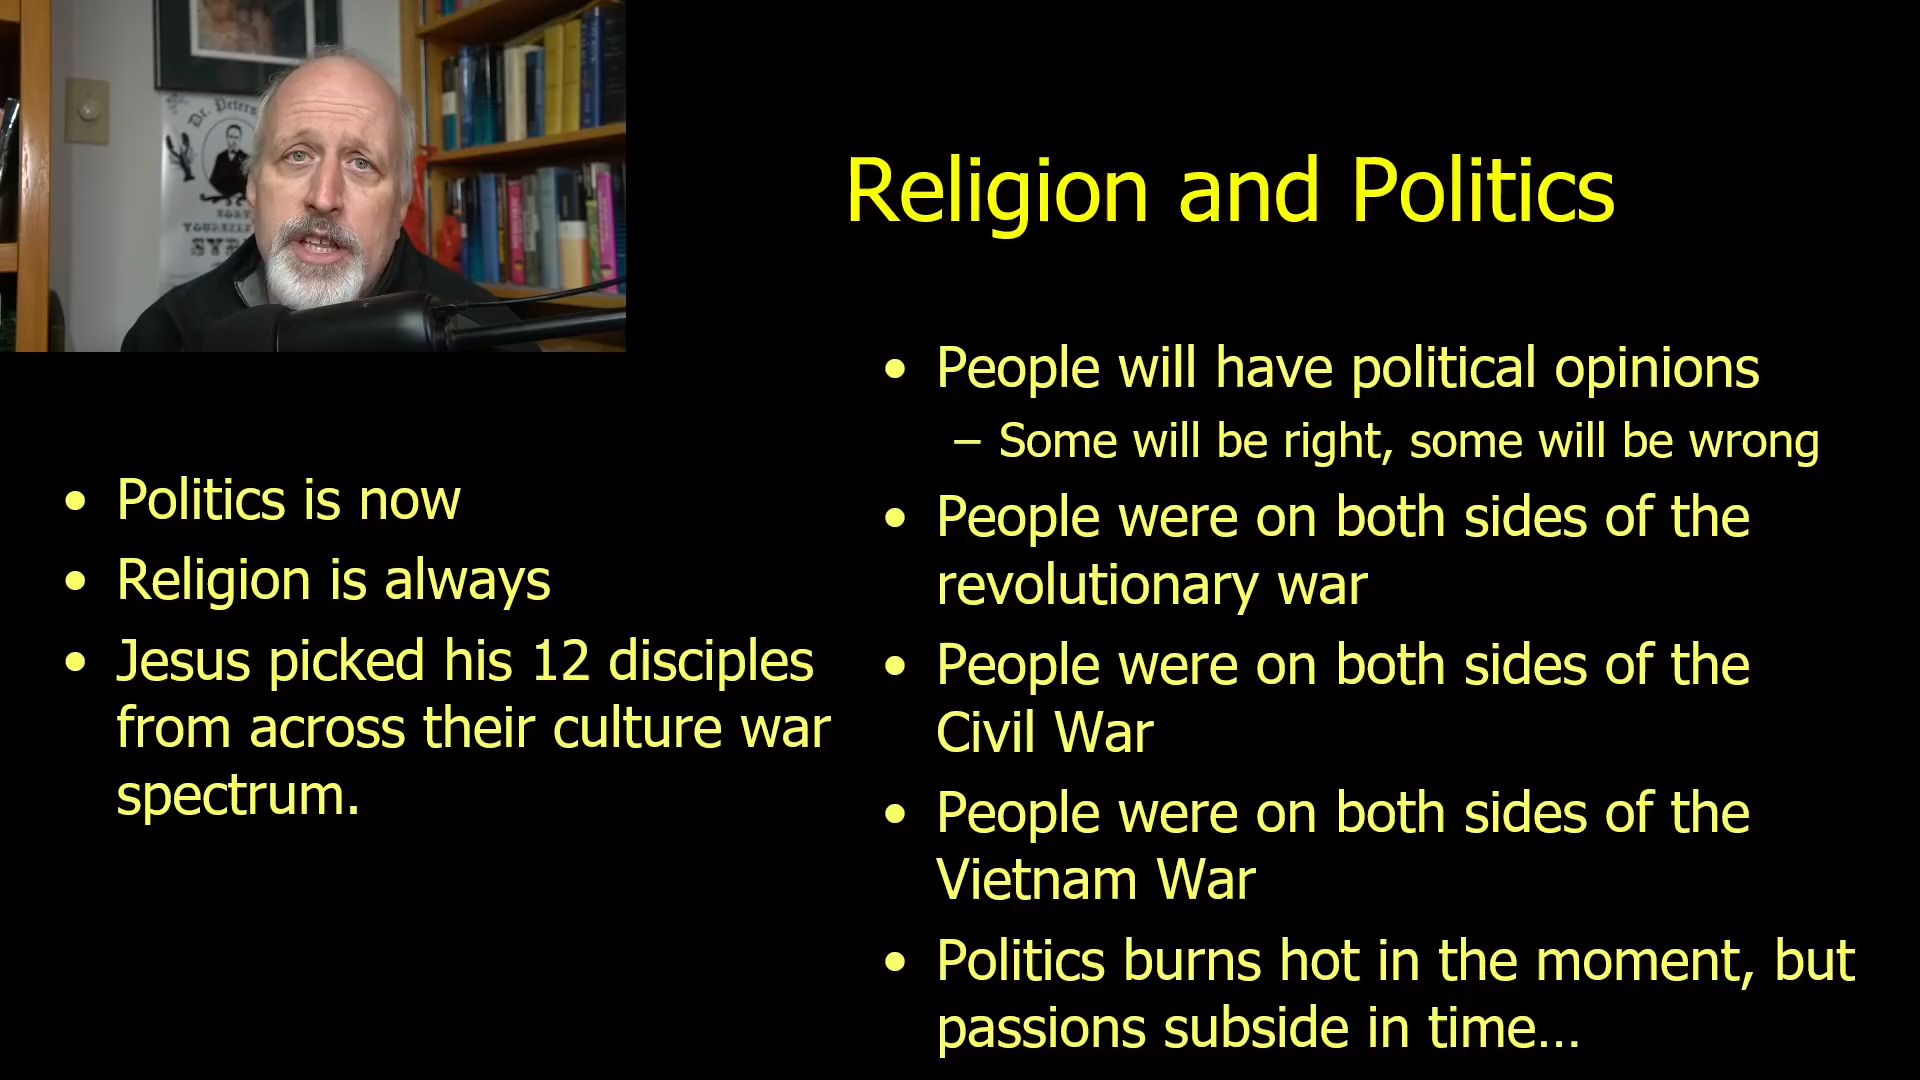 Dr. Peters
Religion and Politics
• Politics is now
• Religion is always
• Jesus picked his 12 disciples
from across their culture war
spectrum.
• People will have political opinions
– Some will be right, some will be wrong
• People were on both sides of the
revolutionary war
• People were on both sides of the
Civil War
• People were on both sides of the
Vietnam War
• Politics burns hot in the moment, but
passions subside in time…